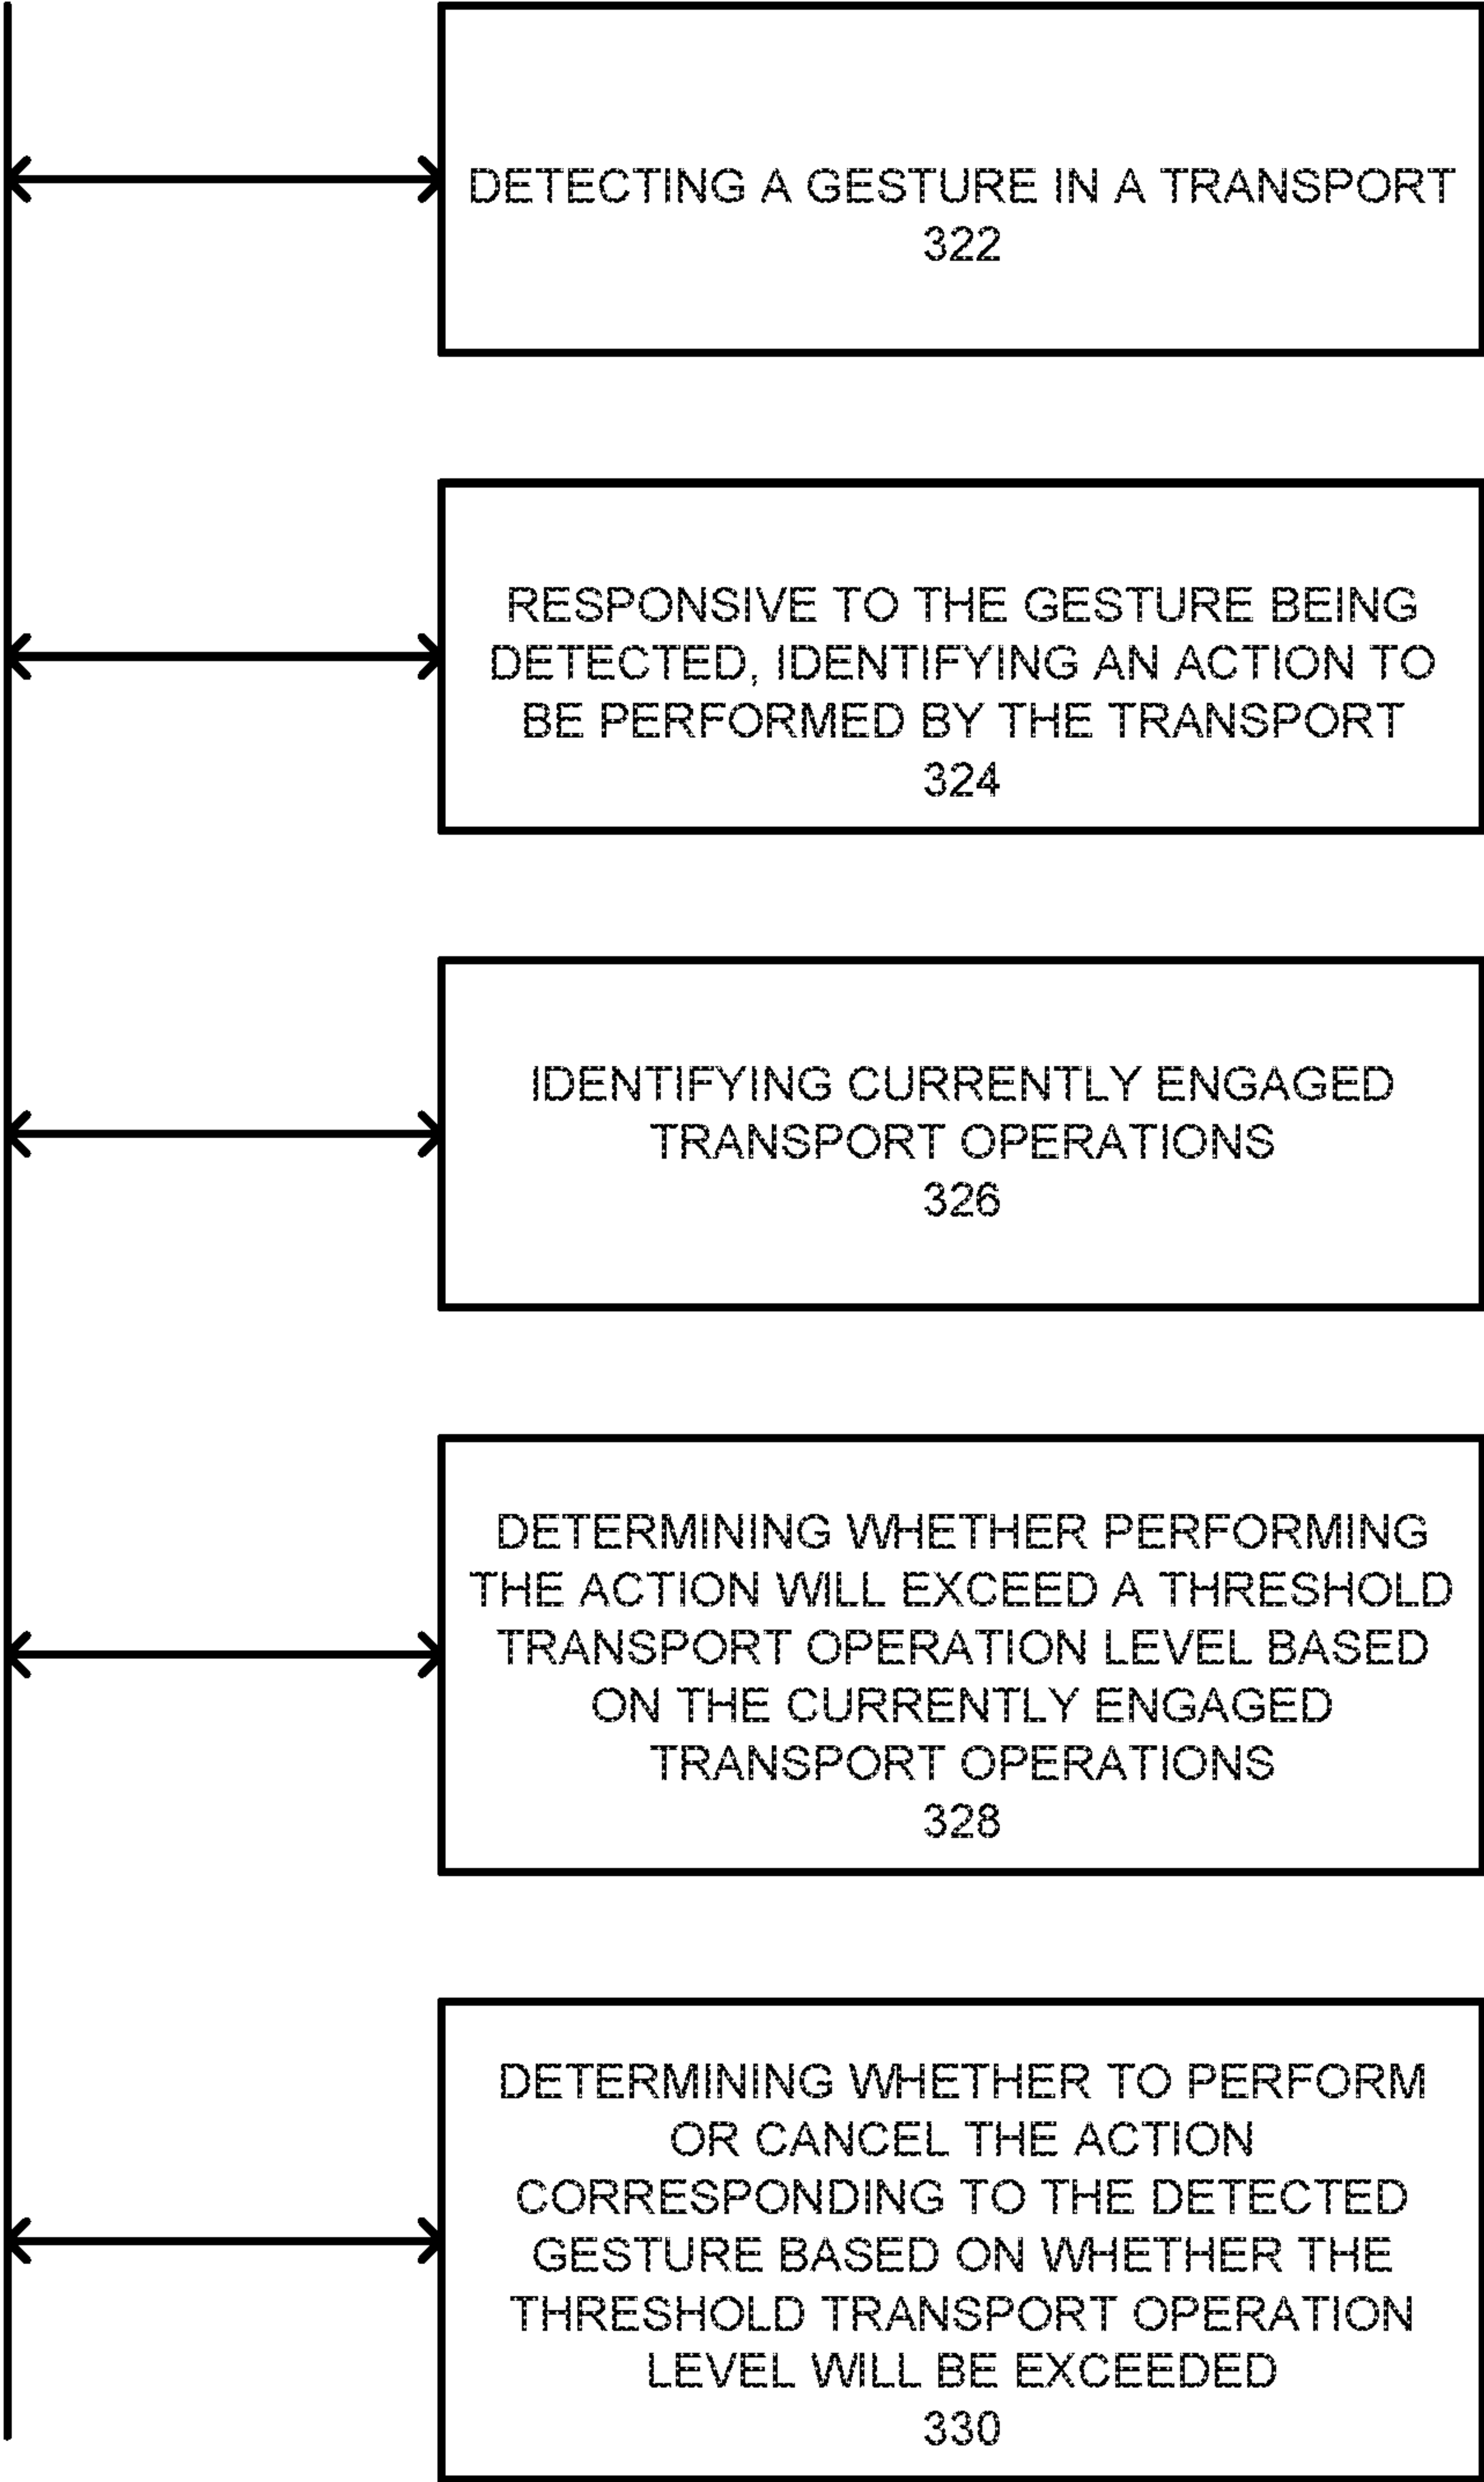 DETECTING A GESTURE IN A TRANSPORT
322
RESPONSIVE TO THE GESTURE BEING
DETECTED, IDENTIFYING AN ACTION TO
BE PERFORMED BY THE TRANSPORT
324
IDENTIFYING CURRENTLY ENGAGED
TRANSPORT OPERATIONS
326
DETERMINING WHETHER PERFORMING
THE ACTION WILL EXCEED A THRESHOLD
TRANSPORT OPERATION LEVEL BASED
ON THE CURRENTLY ENGAGED
TRANSPORT OPERATIONS
328
DETERMINING WHETHER TO PERFORM
OR CANCEL THE ACTION
CORRESPONDING TO THE DETECTED
GESTURE BASED ON WHETHER THE
THRESHOLD TRANSPORT OPERATION
LEVEL WILL BE EXCEEDED
330